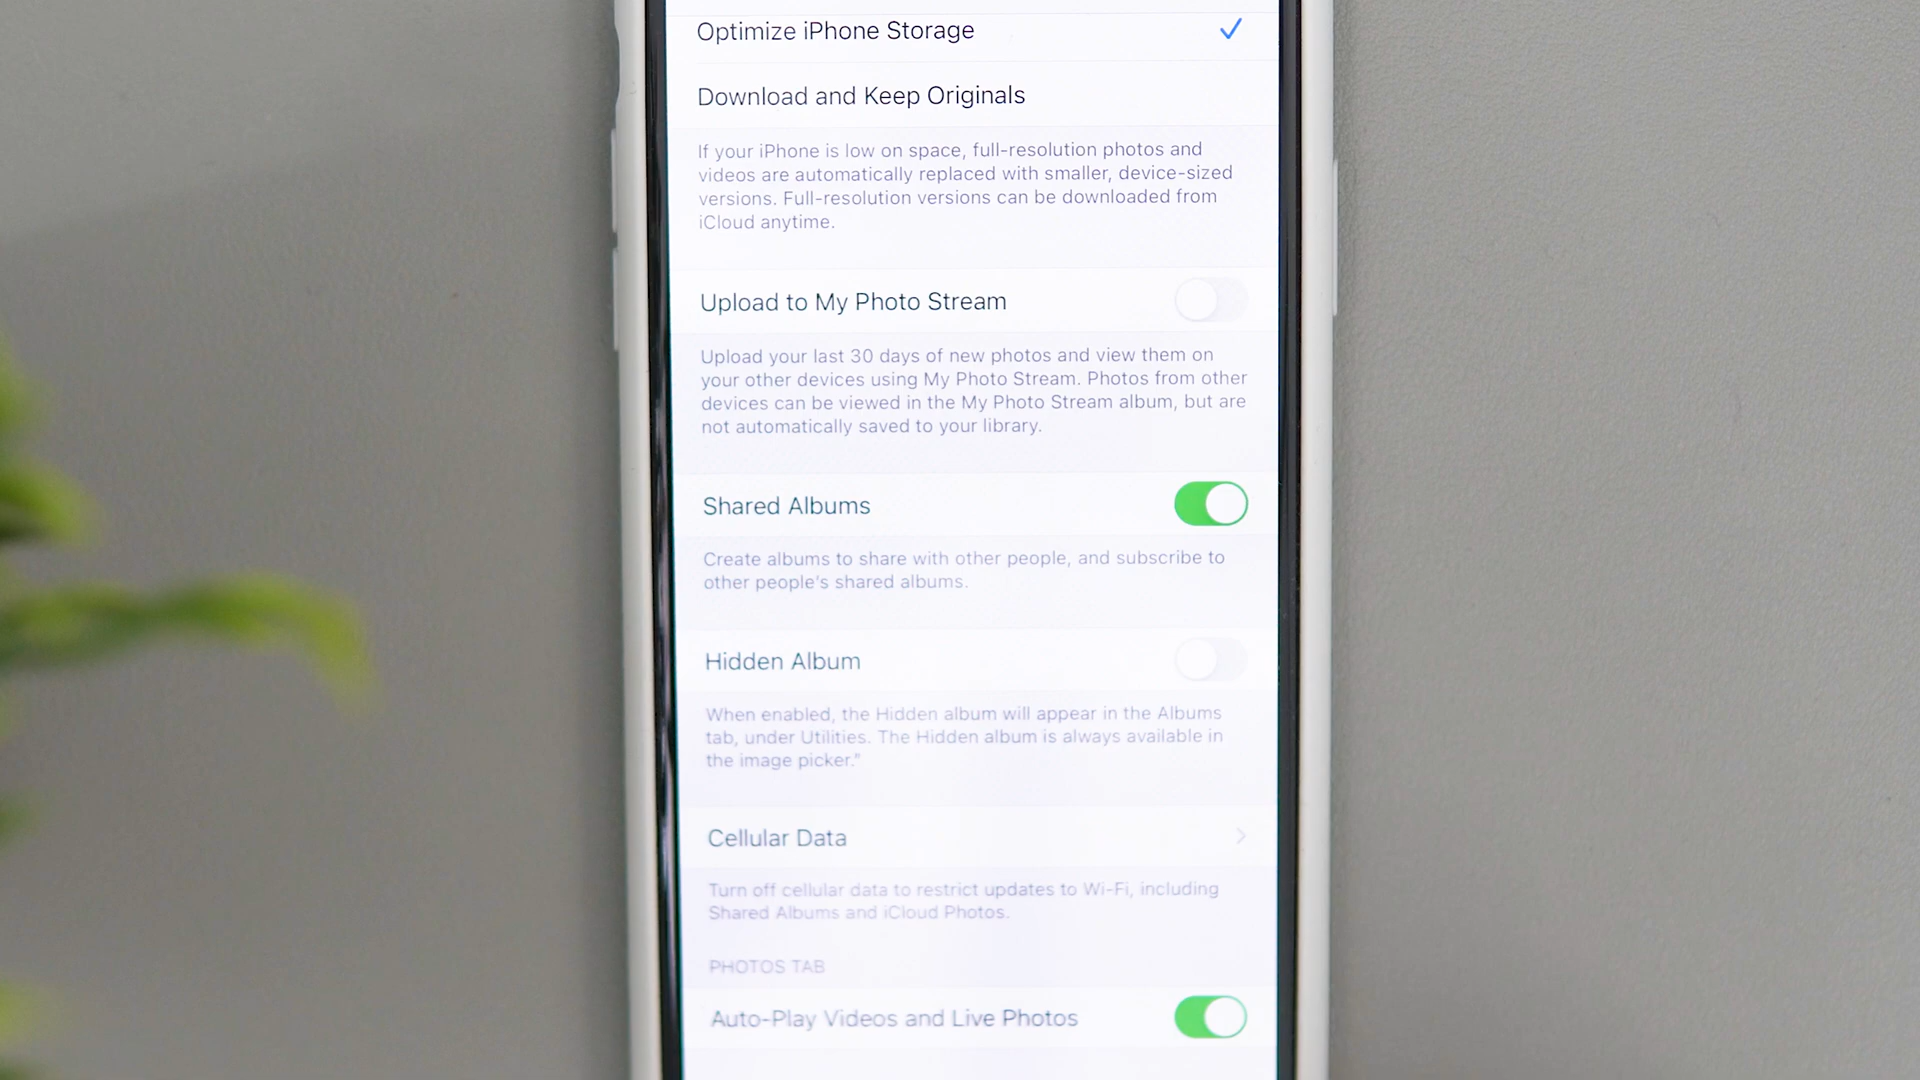 Optimize iPhone Storage
Download and Keep Originals
If your iPhone is low on space, full-resolution photos and
videos are automatically replaced with smaller, device-sized
versions. Full-resolution versions can be downloaded from
iCloud anytime.
Upload to My Photo Stream
Upload your last 30 days of new photos and view them on
your other devices using My Photo Stream. Photos from other
devices can be viewed in the My Photo Stream album, but are
not automatically saved to your library.
Shared Albums
Create albums to share with other people, and subscribe to
other people's shared albums.
Hidden Album
When enabled, the Hidden album will appear in the Albums
tab, under Utilities. The Hidden album is always available in
the image picker."
Cellular Data
Turn off cellular data to restrict updates to Wi-Fi, including
Shared Albums and iCloud Photos.
PHOTOS TAB
Auto-Play Videos and Live Photos